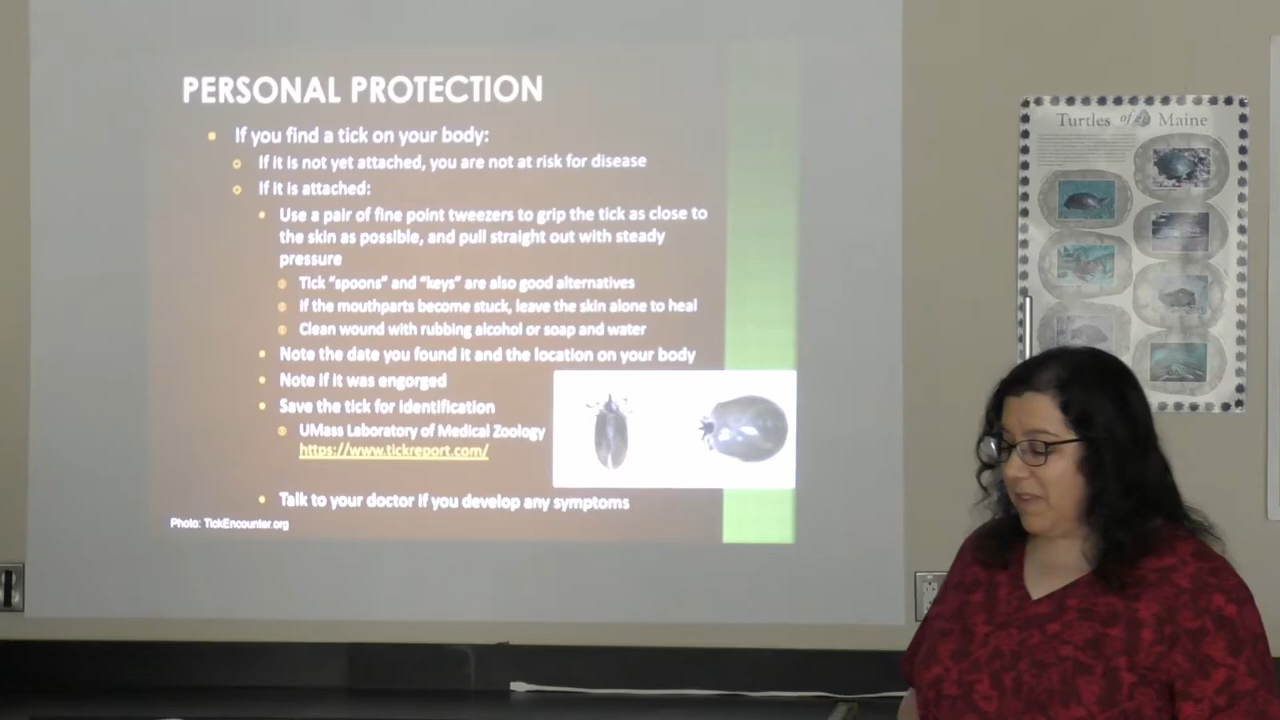 PERSONAL PROTECTION
If you find a tick on your body:
If it is not yet attached, you are not at risk for disease
If it is attached:
Use a pair of fine point tweezers to grip the tick as close to
the skin as possible, and pull straight out with steady
pressure
Tick “spoons” and “keys” are also good alternatives
If the mouthparts become stuck, leave the skin alone to heal
Clean wound with rubbing alcohol or soap and water
Note the date you found it and the location on your body
Note if it was engorged
Save the tick for identification
UMass Laboratory of Medical Zoology
https://www.tickreport.com/
Talk to your doctor if you develop any symptoms
Photo: TickEncounter.org
Turtles of Maine